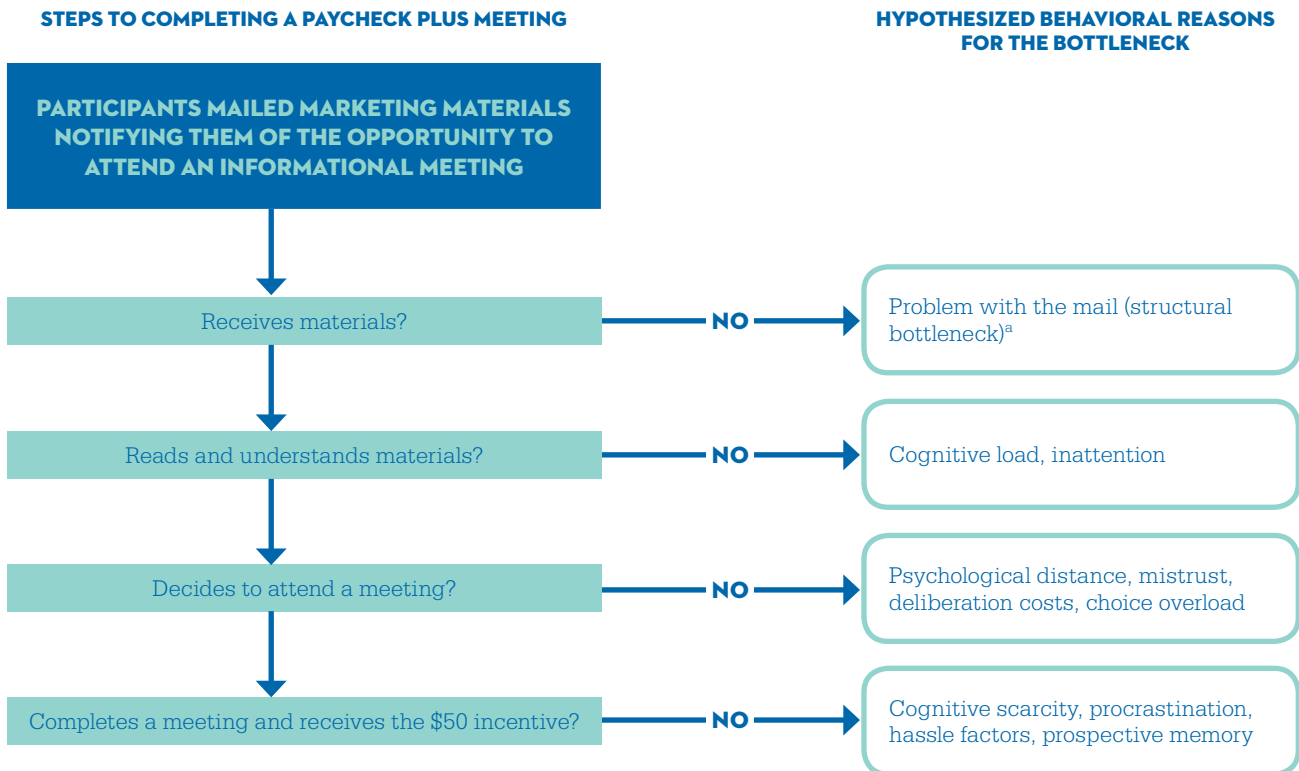 STEPS TO COMPLETING A PAYCHECK PLUS MEETING
HYPOTHESIZED BEHAVIORAL REASONS
FOR THE BOTTLENECK
PARTICIPANTS MAILED MARKETING MATERIALS
NOTIFYING THEM OF THE OPPORTUNITY TO
ATTEND AN INFORMATIONAL MEETING
Receives materials?
NO
Problem with the mail (structural
bottleneck)ᵃ
Reads and understands materials?
NO
Cognitive load, inattention
Decides to attend a meeting?
NO
Psychological distance, mistrust,
deliberation costs, choice overload
Completes a meeting and receives the $50 incentive?
NO
Cognitive scarcity, procrastination,
hassle factors, prospective memory